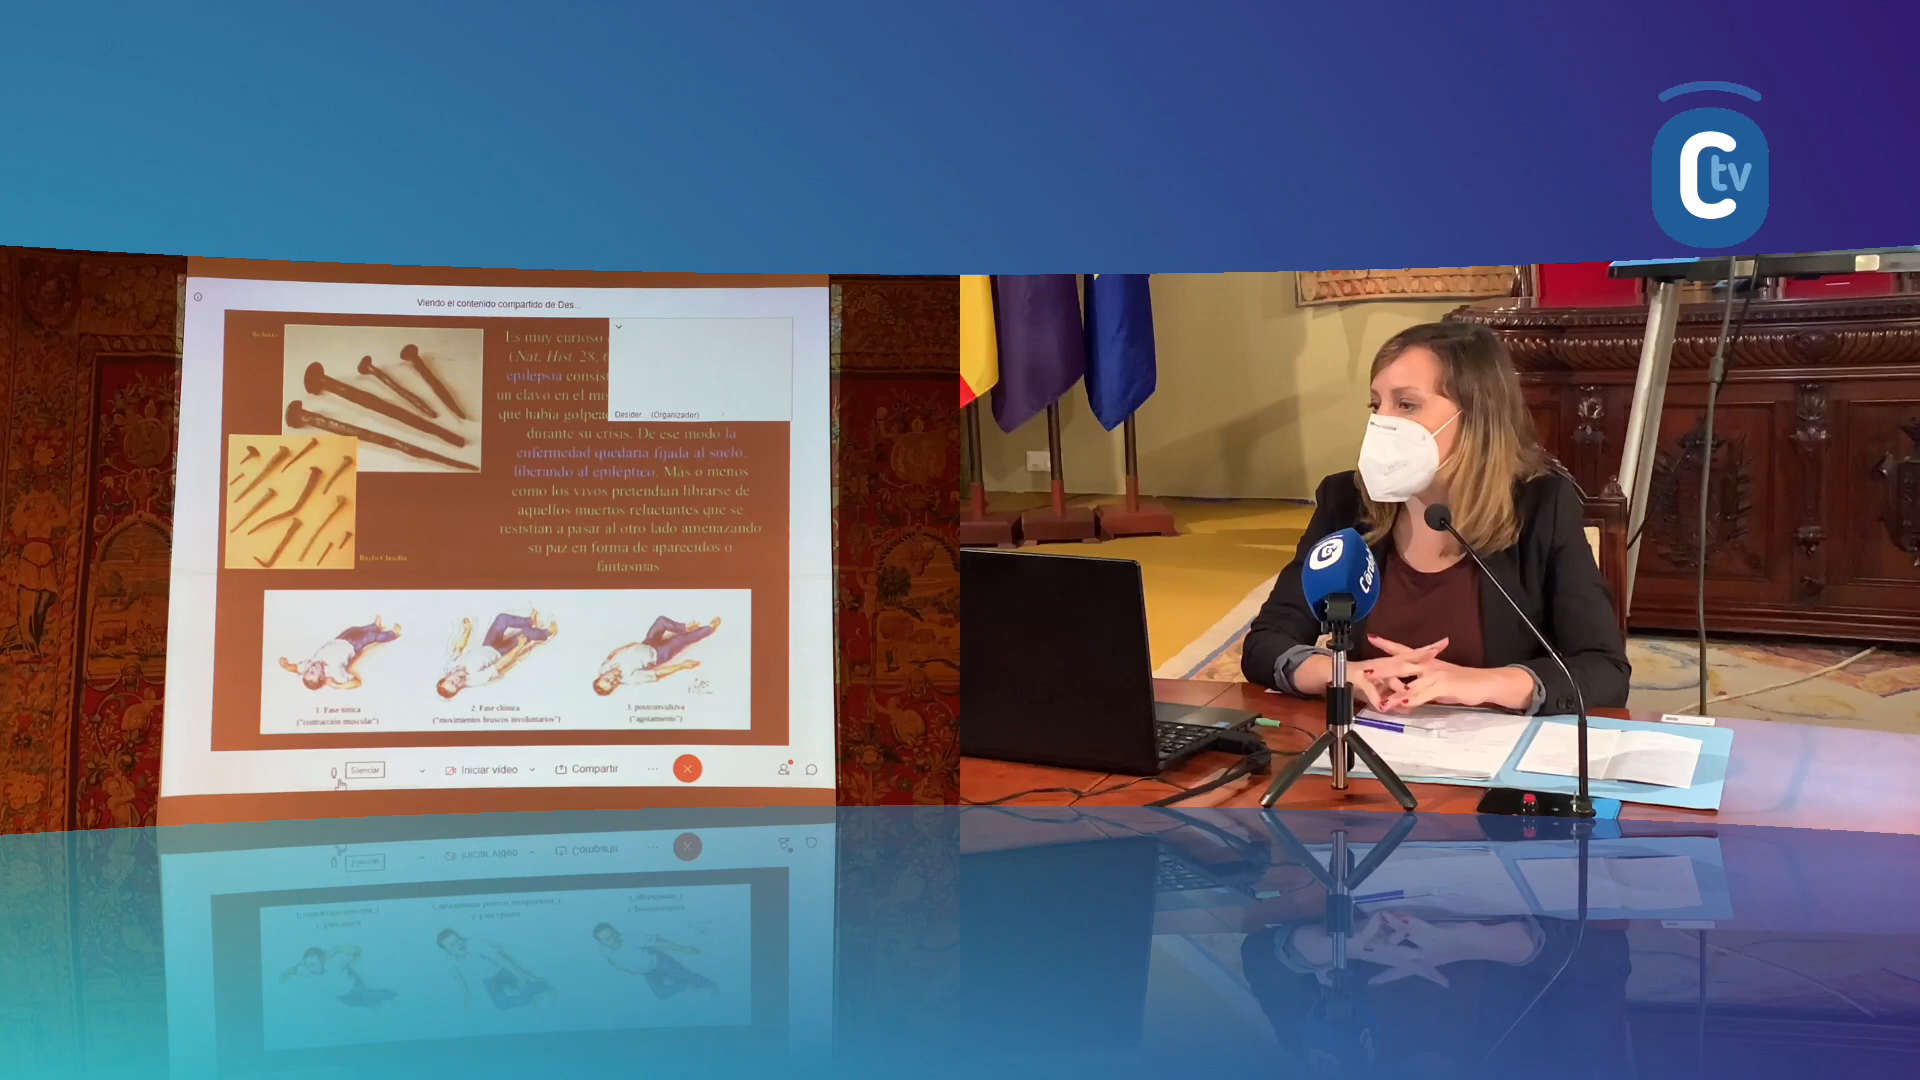 C tv
Viendo el contenido compartido de Des...
Es muy curioso
(Nat. Hist. 28,
epilepsia consist
un clavo en el mis
que había golpead
durante su crisis. De ese modo la
enfermedad quedaría fijada al suelo,
liberando al epiléptico. Más o menos
como los vivos pretendían librarse de
aquellos muertos reluctantes que se
resistían a pasar al otro lado amenazando
su paz en forma de aparecidos o
fantasmas.
Desider... (Organizador)
1. Fase tónica
("contracción muscular")
2. Fase clónica
("movimientos bruscos involuntarios")
3. postconvulsiva
("agotamiento")
Silenciar
Iniciar vídeo
Compartir